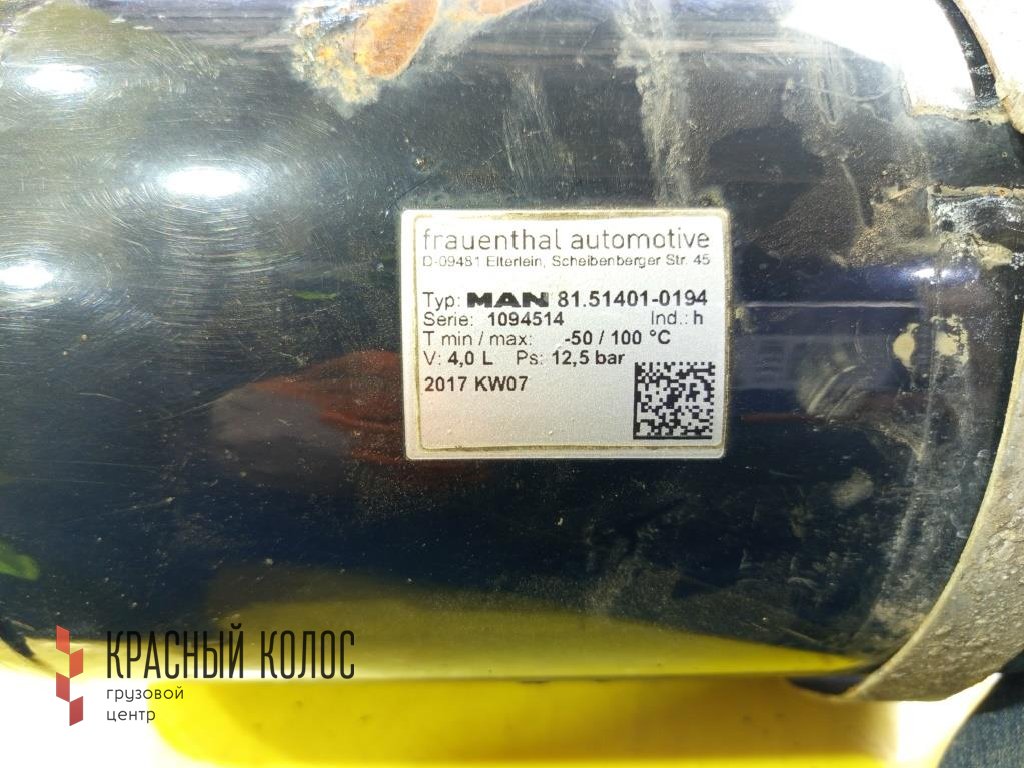 frauenthal automotive
D-09481 Elterlein, Scheibenberger Str. 45
Typ: MAN 81.51401-0194
Serie: 1094514 Ind.: h
T min / max: -50 / 100 °C
V: 4,0 L Ps: 12,5 bar
2017 KW07
КРАСНЫЙ КОЛОС
грузовой
центр